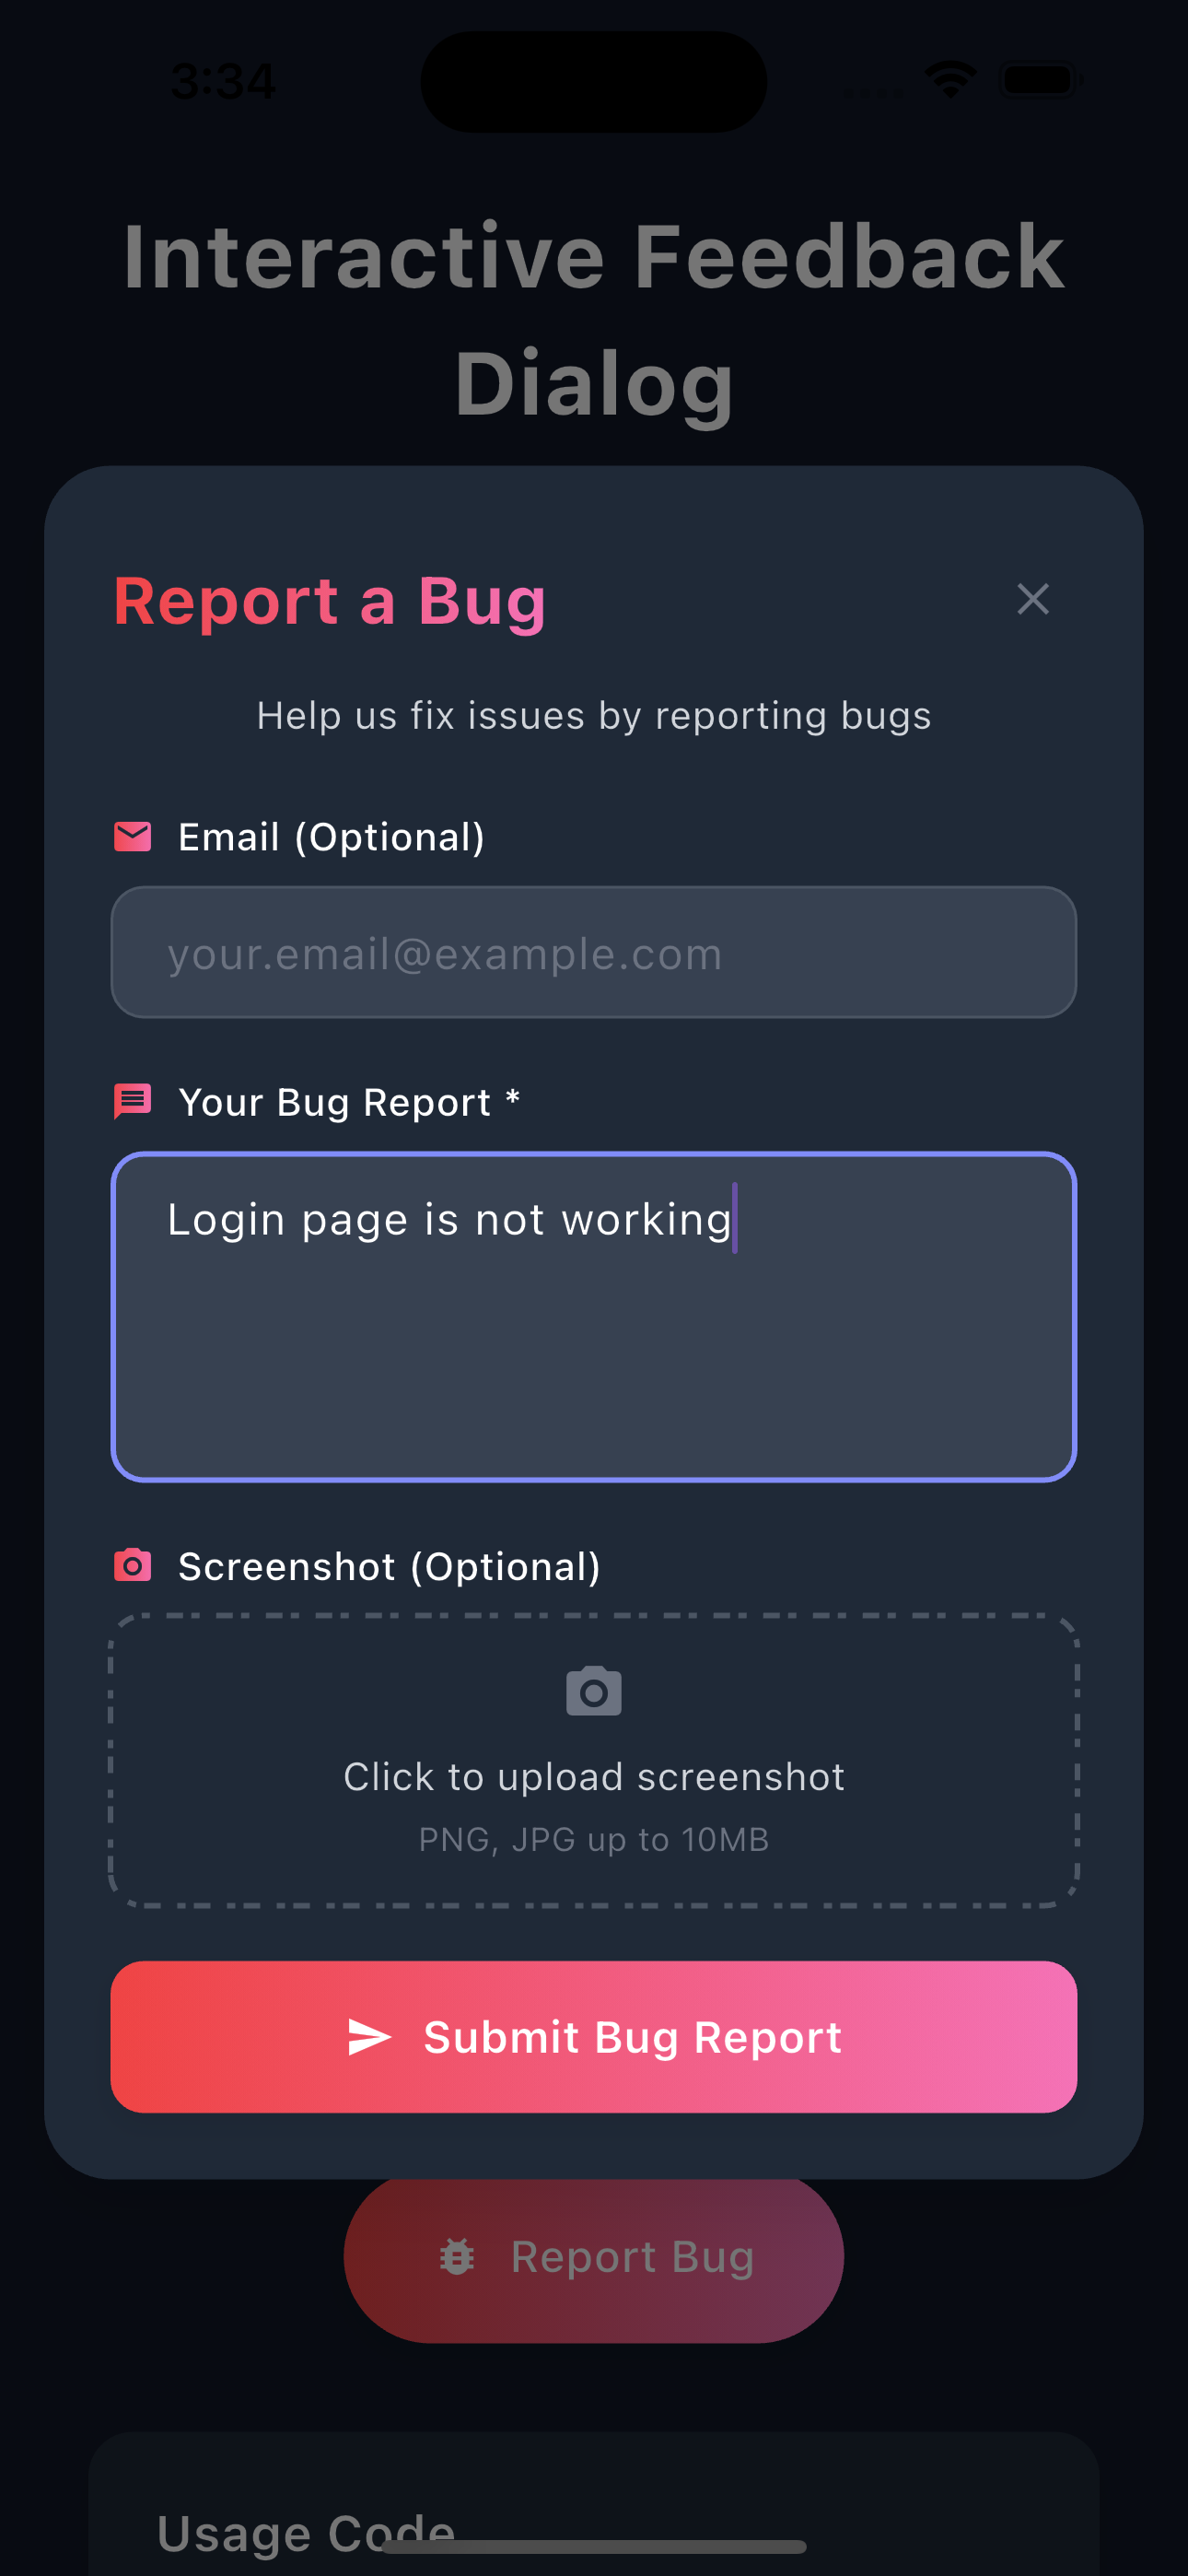 3:34
Interactive Feedback
Dialog
Report a Bug
Help us fix issues by reporting bugs
Email (Optional)
your.email@example.com
Your Bug Report *
Login page is not working
Screenshot (Optional)
Click to upload screenshot
PNG, JPG up to 10MB
Submit Bug Report
Report Bug
Usage Code